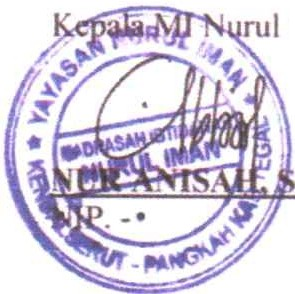 Kepala MI Nurul
YAYASAN NURUL IMAN
MADRASAH IBTIDA
NURUL IMAN
NUR ANISAH, S
NIP. -
PANGKAH KAB TEGAL